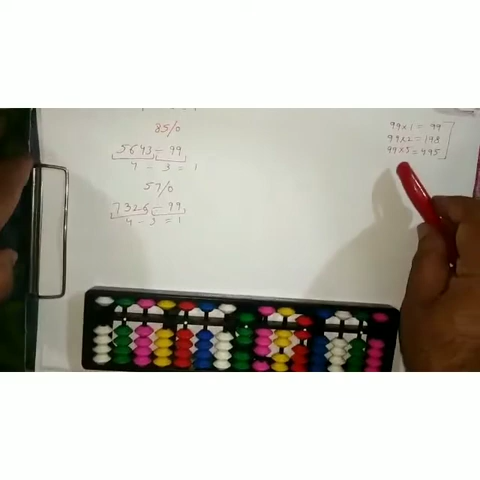 85/0
5643 ÷ 99
4 - 3 = 1
57/0
7326 ÷ 99
4 - 3 = 1
99×1 = 99
99×2 = 198
99×5 = 495